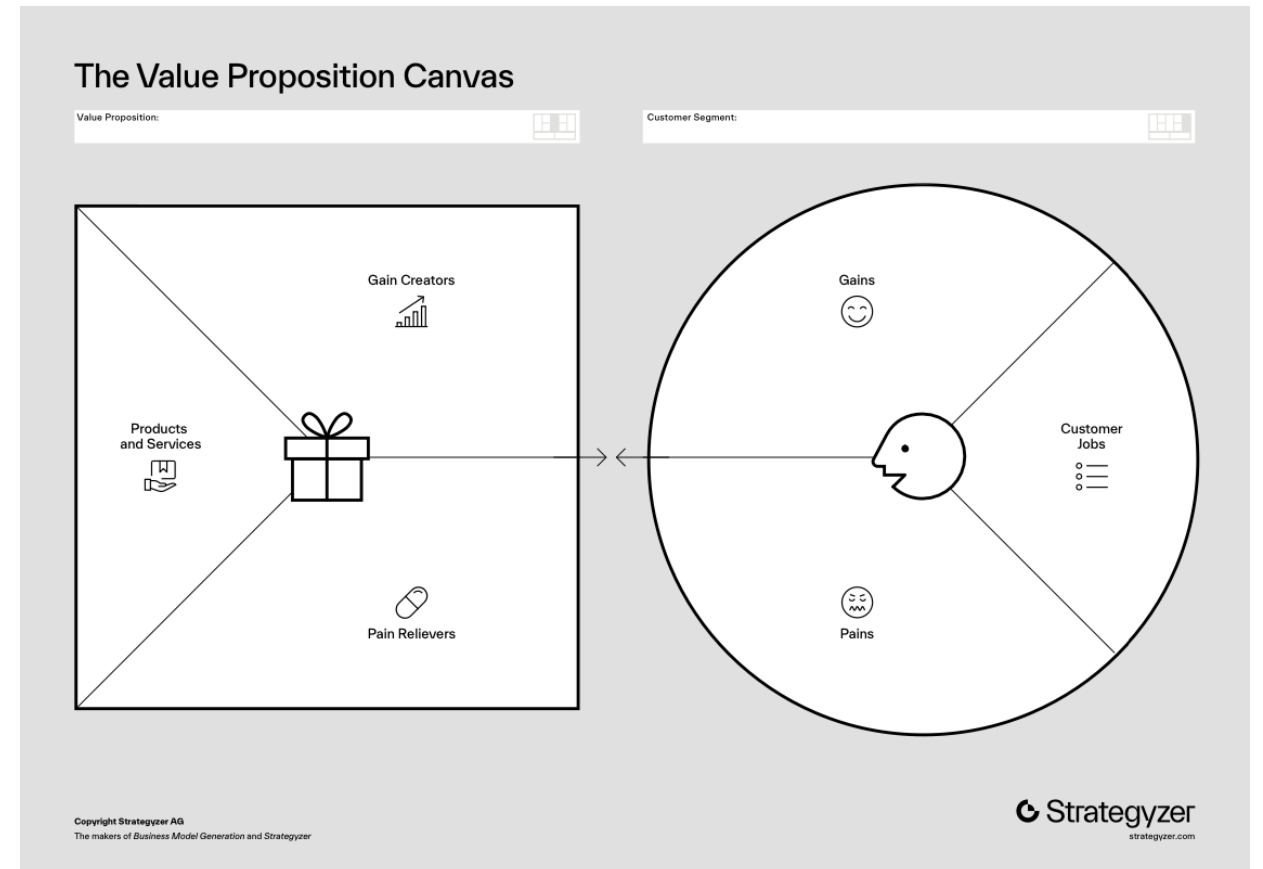 The Value Proposition Canvas
Value Proposition:
Customer Segment:
Gain Creators
Gains
Products
and Services
Customer
Jobs
Pain Relievers
Pains
Copyright Strategyzer AG
The makers of Business Model Generation and Strategyzer
Strategyzer
strategyzer.com